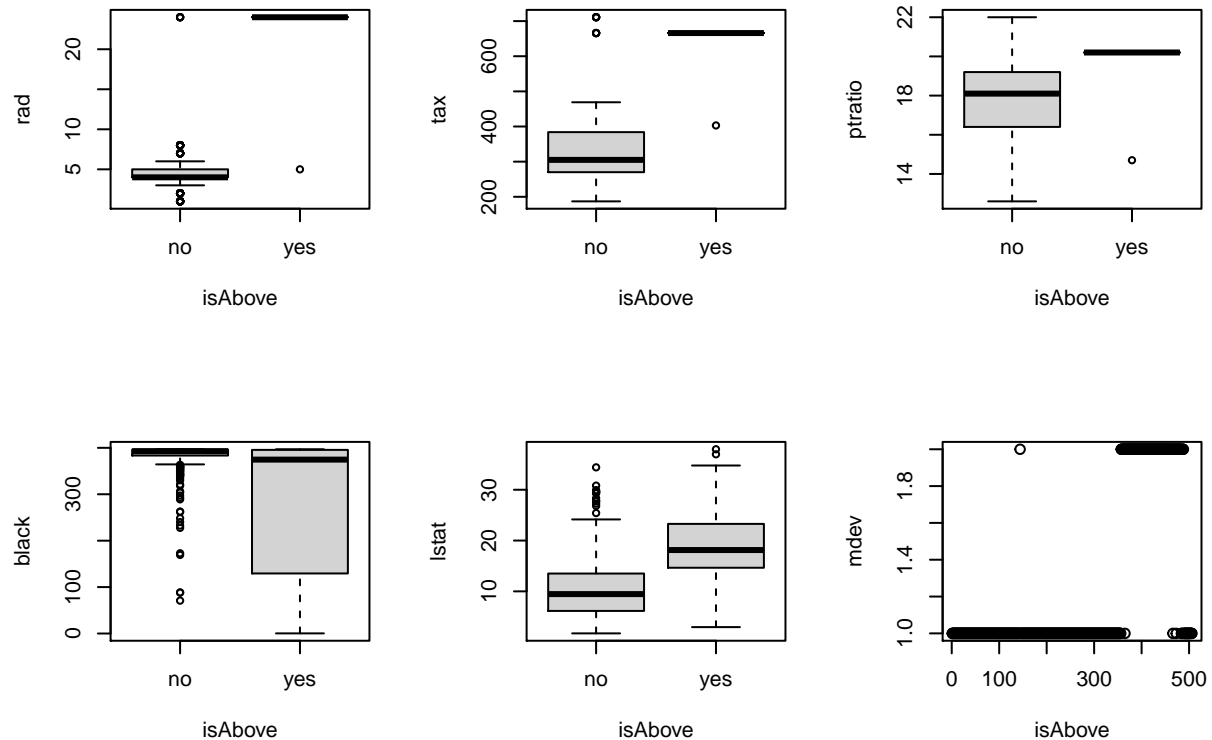 rad
5
10
20
no
yes
isAbove
tax
200
400
600
no
yes
isAbove
ptratio
14
18
22
no
yes
isAbove
black
0
100
300
no
yes
isAbove
lstat
10
20
30
no
yes
isAbove
mdev
1.0
1.4
1.8
0
100
300
500
isAbove